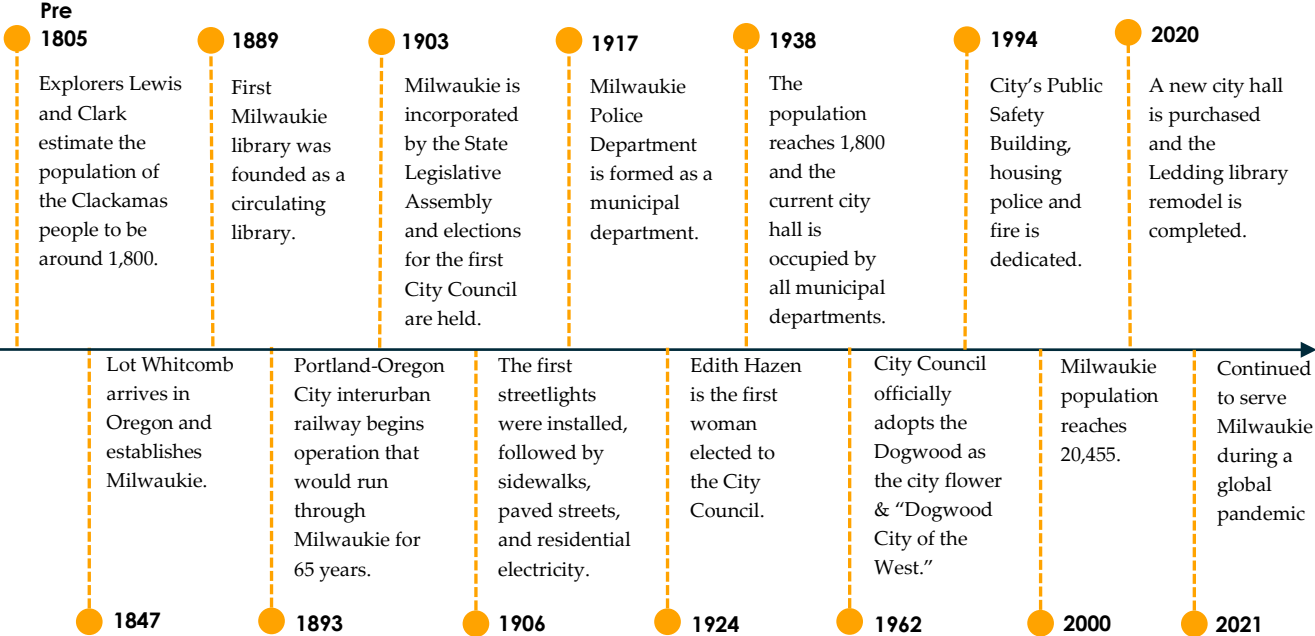 Pre
1805
Explorers Lewis
and Clark
estimate the
population of
the Clackamas
people to be
around 1,800.
1889
First
Milwaukie
library was
founded as a
circulating
library.
1903
Milwaukie is
incorporated
by the State
Legislative
Assembly
and elections
for the first
City Council
are held.
1917
Milwaukie
Police
Department
is formed as a
municipal
department.
1938
The
population
reaches 1,800
and the
current city
hall is
occupied by
all municipal
departments.
1994
City’s Public
Safety
Building,
housing
police and
fire is
dedicated.
2020
A new city hall
is purchased
and the
Ledding library
remodel is
completed.
Lot Whitcomb
arrives in
Oregon and
establishes
Milwaukie.
1847
Portland-Oregon
City interurban
railway begins
operation that
would run
through
Milwaukie for
65 years.
1893
The first
streetlights
were installed,
followed by
sidewalks,
paved streets,
and residential
electricity.
1906
Edith Hazen
is the first
woman
elected to
the City
Council.
1924
City Council
officially
adopts the
Dogwood as
the city flower
& “Dogwood
City of the
West.”
1962
Milwaukie
population
reaches
20,455.
2000
Continued
to serve
Milwaukie
during a
global
pandemic
2021